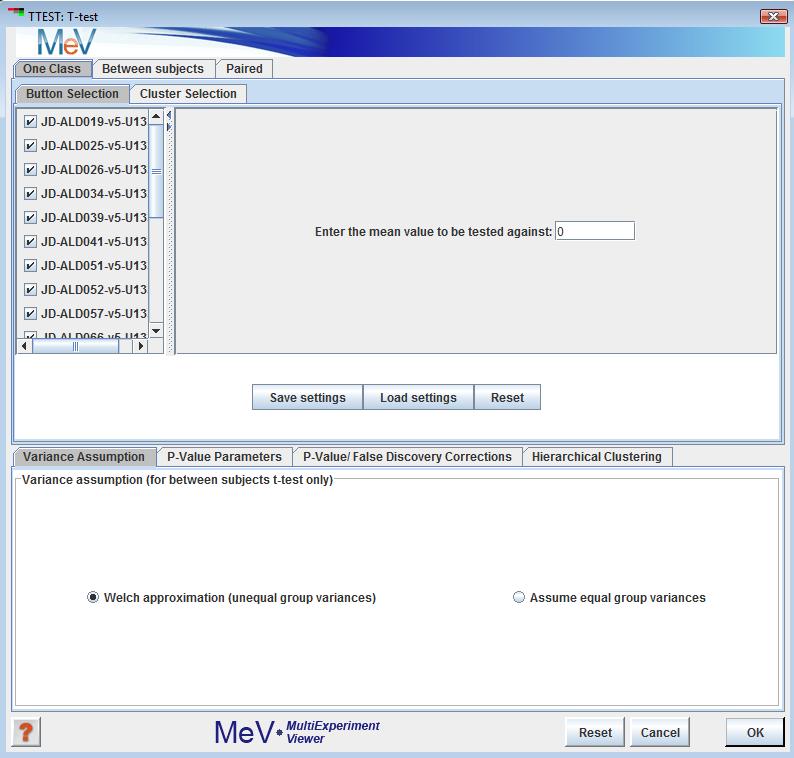 TTEST: T-test
MeV
One Class Between subjects Paired
Button Selection Cluster Selection
JD-ALD019-v5-U13
JD-ALD025-v5-U13
JD-ALD026-v5-U13
JD-ALD034-v5-U13
JD-ALD039-v5-U13
JD-ALD041-v5-U13
JD-ALD051-v5-U13
JD-ALD052-v5-U13
JD-ALD057-v5-U13
JD-ALD066-v5-U13
Enter the mean value to be tested against: 0
Save settings Load settings Reset
Variance Assumption P-Value Parameters P-Value/ False Discovery Corrections Hierarchical Clustering
Variance assumption (for between subjects t-test only)
Welch approximation (unequal group variances) Assume equal group variances
? MeV * MultiExperiment
Viewer
Reset Cancel OK